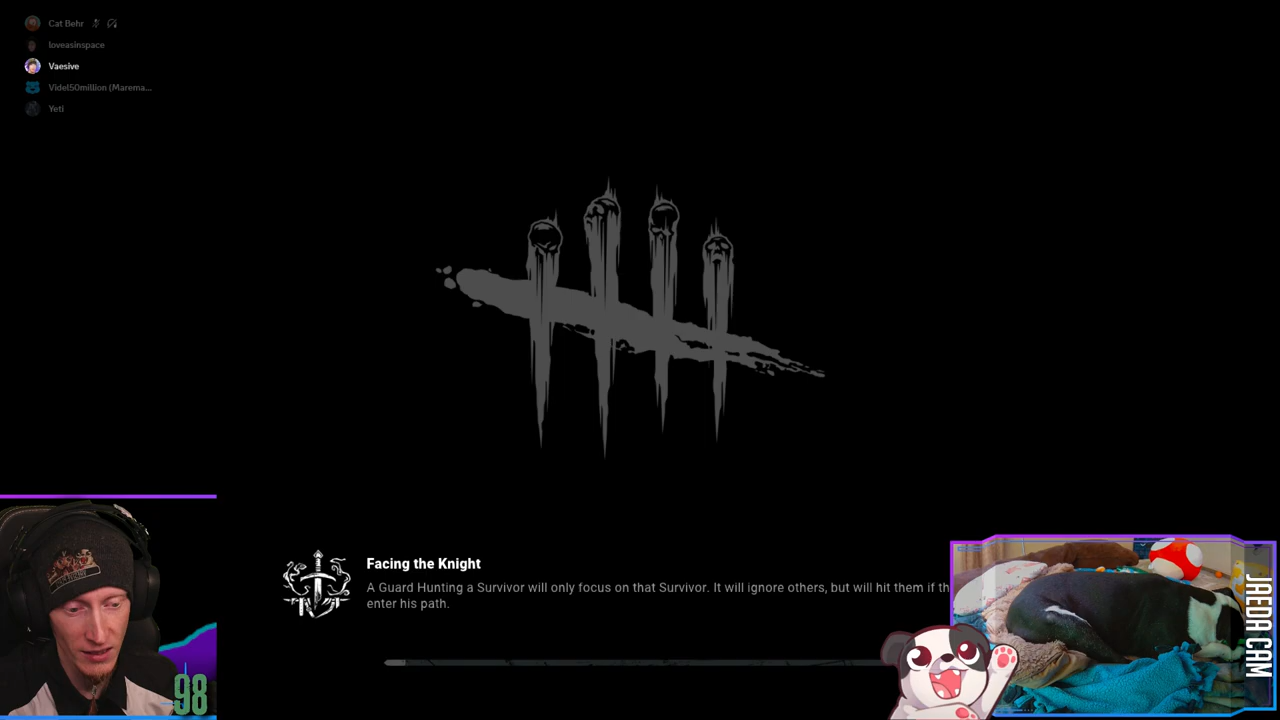 Cat Behr
loveasinspace
Vaesive
Videl50million (Marema...
Yeti
Facing the Knight
A Guard Hunting a Survivor will only focus on that Survivor. It will ignore others, but will hit them if th
enter his path.
98
JAEDA CAM